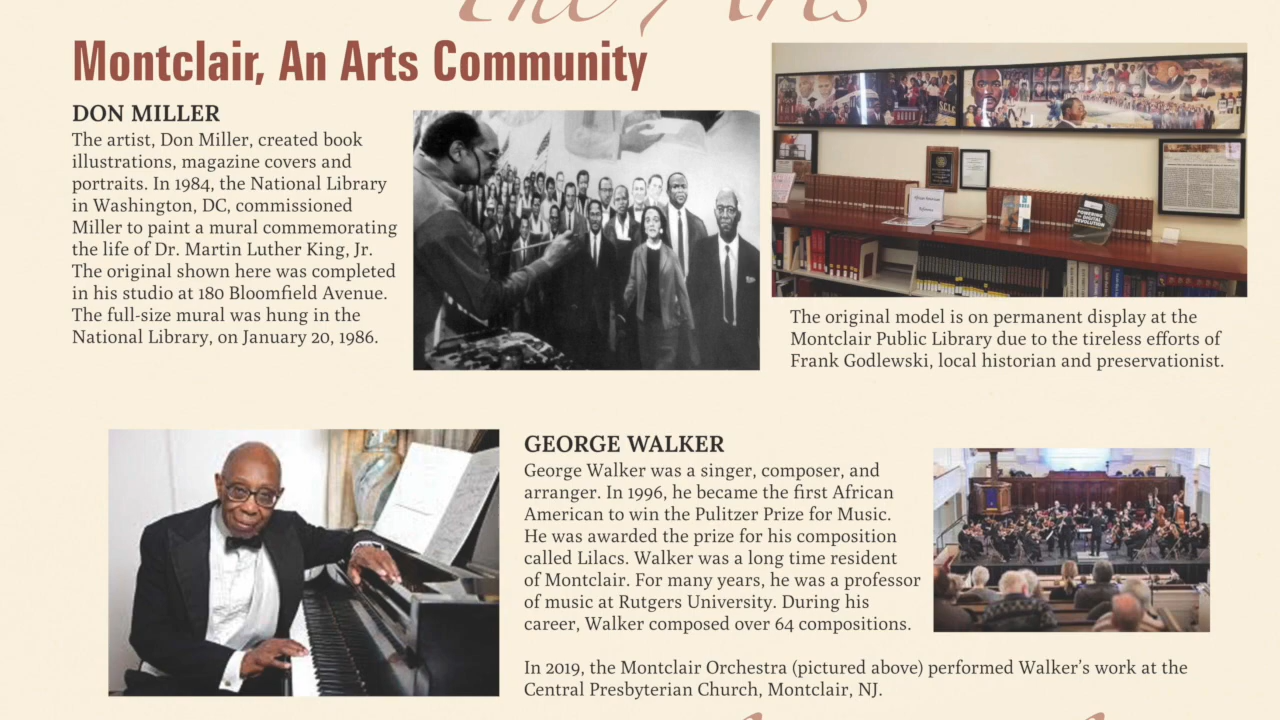 The Arts
Montclair, An Arts Community
DON MILLER
The artist, Don Miller, created book
illustrations, magazine covers and
portraits. In 1984, the National Library
in Washington, DC, commissioned
Miller to paint a mural commemorating
the life of Dr. Martin Luther King, Jr.
The original shown here was completed
in his studio at 180 Bloomfield Avenue.
The full-size mural was hung in the
National Library, on January 20, 1986.
The original model is on permanent display at the
Montclair Public Library due to the tireless efforts of
Frank Godlewski, local historian and preservationist.
GEORGE WALKER
George Walker was a singer, composer, and
arranger. In 1996, he became the first African
American to win the Pulitzer Prize for Music.
He was awarded the prize for his composition
called Lilacs. Walker was a long time resident
of Montclair. For many years, he was a professor
of music at Rutgers University. During his
career, Walker composed over 64 compositions.
In 2019, the Montclair Orchestra (pictured above) performed Walker's work at the
Central Presbyterian Church, Montclair, NJ.